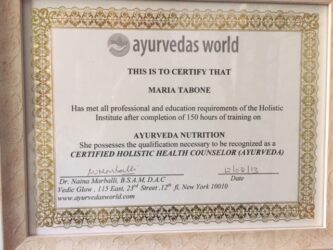 ayurvedas world
THIS IS TO CERTIFY THAT
MARIA TABONE
Has met all professional and education requirements of the Holistic
Institute after completion of 150 hours of training on
AYURVEDA NUTRITION
She possesses the qualification necessary to be recognized as a
CERTIFIED HOLISTIC HEALTH COUNSELOR (AYURVEDA)
Dr. Naina Marballi, B.S.A.M, D.A.C
Date
Vedic Glow , 115 East, 23rd Street ,12th fl, New York 10010
www.ayurvedasworld.com